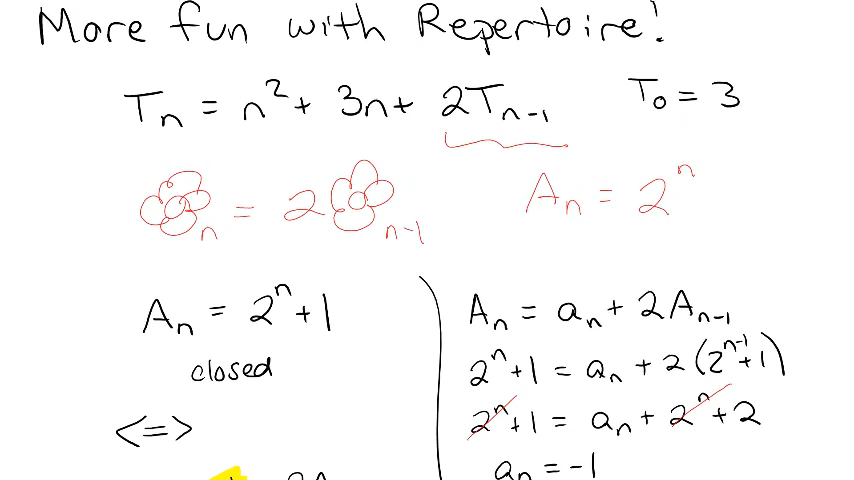 More fun with Repertoire!
Tₙ = n² + 3n + 2Tₙ₋₁ T₀ = 3
ₙ = 2 ₙ₋₁ Aₙ = 2ⁿ
Aₙ = 2ⁿ + 1
closed
<=>
Aₙ = aₙ + 2Aₙ₋₁
2ⁿ + 1 = aₙ + 2(2ⁿ⁻¹ + 1)
2ⁿ + 1 = aₙ + 2ⁿ + 2
aₙ = -1